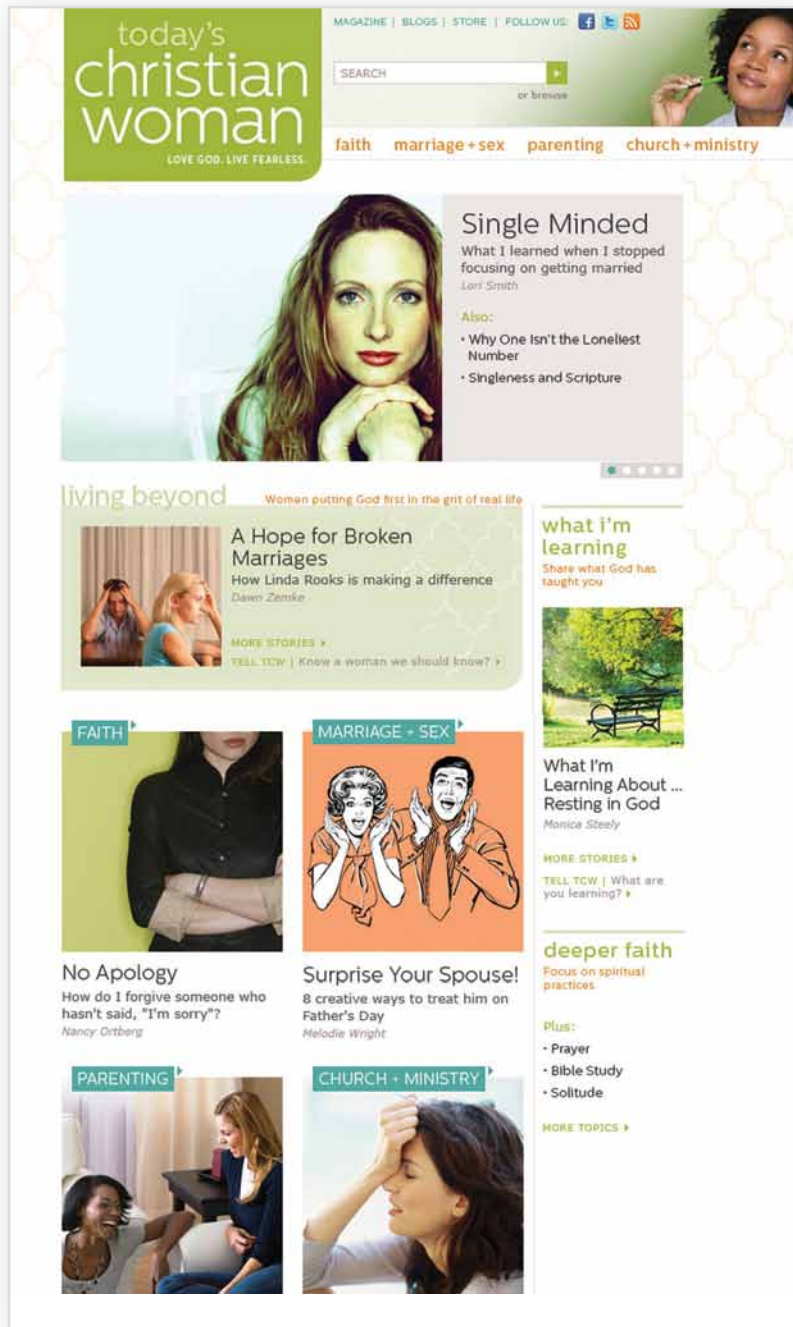 today's
christian
woman
LOVE GOD. LIVE FEARLESS.
MAGAZINE | BLOGS | STORE | FOLLOW US:
SEARCH
or browse
faith marriage + sex parenting church + ministry
Single Minded
What I learned when I stopped
focusing on getting married
Lori Smith
Also:
• Why One Isn't the Loneliest
Number
• Singleness and Scripture
living beyond
Women putting God first in the grit of real life
A Hope for Broken
Marriages
How Linda Rooks is making a difference
Dawn Zemke
MORE STORIES
TELL TCW | Know a woman we should know?
what i'm
learning
Share what God has
taught you
What I'm
Learning About ...
Resting in God
Monica Steely
MORE STORIES
TELL TCW | What are
you learning?
FAITH
No Apology
How do I forgive someone who
hasn't said, "I'm sorry"?
Nancy Ortberg
MARRIAGE + SEX
Surprise Your Spouse!
8 creative ways to treat him on
Father's Day
Melodie Wright
deeper faith
Focus on spiritual
practices
Plus:
• Prayer
• Bible Study
• Solitude
MORE TOPICS
PARENTING
CHURCH + MINISTRY